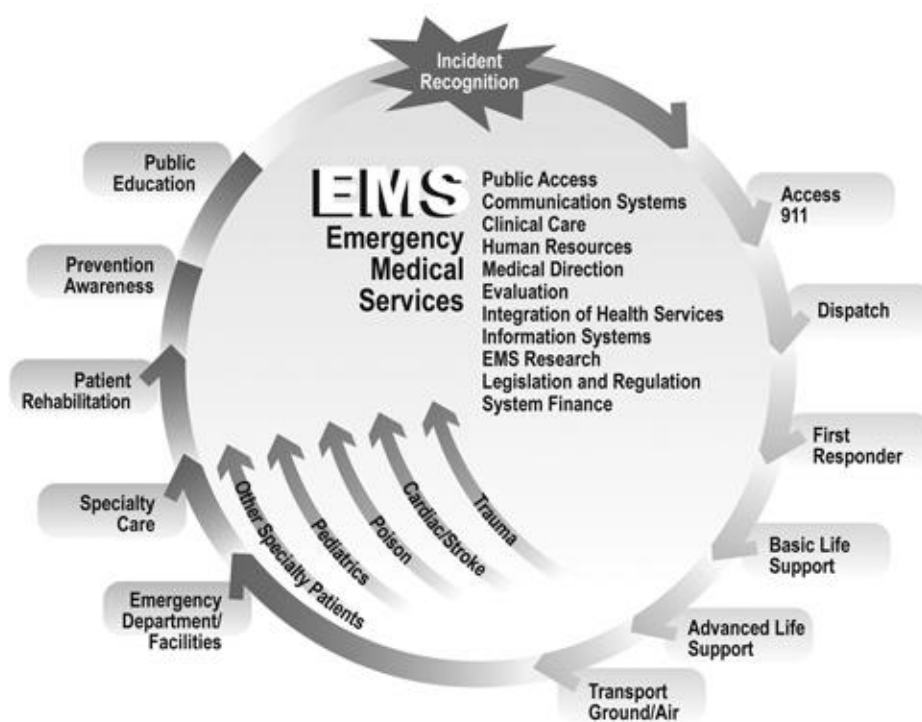 Incident
Recognition
EMS
Emergency
Medical
Services
Public Access
Communication Systems
Clinical Care
Human Resources
Medical Direction
Evaluation
Integration of Health Services
Information Systems
EMS Research
Legislation and Regulation
System Finance
Access
911
Dispatch
First
Responder
Basic Life
Support
Advanced Life
Support
Transport
Ground/Air
Emergency
Department/
Facilities
Specialty
Care
Patient
Rehabilitation
Prevention
Awareness
Public
Education
Other Specialty Patients
Pediatrics
Poison
Cardiac/Stroke
Trauma